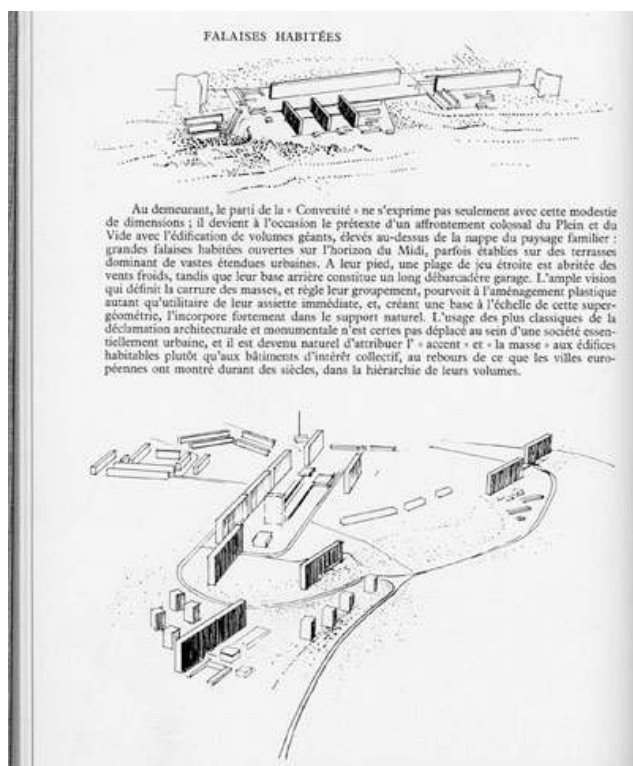 FALAISES HABITÉES
Au demeurant, le parti de la « Convexité » ne s'exprime pas seulement avec cette modestie
de dimensions ; il devient à l'occasion le prétexte d'un affrontement colossal du Plein et du
Vide avec l'édification de volumes géants, élevés au-dessus de la nappe du paysage familier :
grandes falaises habitées ouvertes sur l'horizon du Midi, parfois établies sur des terrasses
dominant de vastes étendues urbaines. A leur pied, une plage de jeu étroite est abritée des
vents froids, tandis que leur base arrière constitue un long débarcadère garage. L'ample vision
qui définit la carrure des masses, et règle leur groupement, pourvoit à l'aménagement plastique
autant qu'utilitaire de leur assiette immédiate, et, créant une base à l'échelle de cette super-
géométrie, l'incorpore fortement dans le support naturel. L'usage des plus classiques de la
déclamation architecturale et monumentale n'est certes pas déplacé au sein d'une société essen-
tiellement urbaine, et il est devenu naturel d'attribuer l' « accent » et « la masse » aux édifices
habitables plutôt qu'aux bâtiments d'intérêt collectif, au rebours de ce que les villes euro-
péennes ont montré durant des siècles, dans la hiérarchie de leurs volumes.